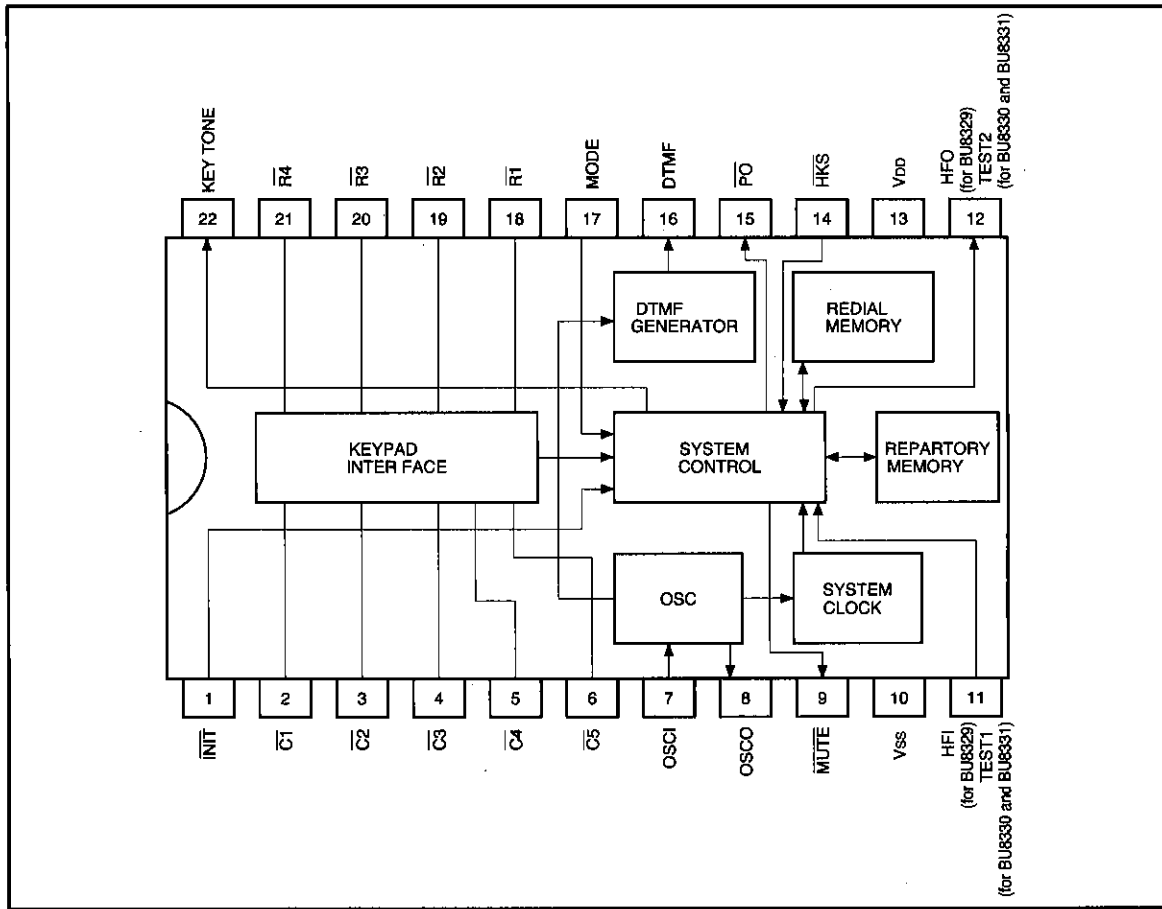 KEY TONE
R4
R3
R2
R1
MODE
DTMF
PO
HKS
VDD
HFO
(for BU8329)
TEST2
(for BU8330 and BU8331)
22
21
20
19
18
17
16
15
14
13
12
DTMF
GENERATOR
REDIAL
MEMORY
KEYPAD
INTER FACE
SYSTEM
CONTROL
REPARTORY
MEMORY
OSC
SYSTEM
CLOCK
1
2
3
4
5
6
7
8
9
10
11
INIT
C1
C2
C3
C4
C5
OSCI
OSCO
MUTE
VSS
HFI
(for BU8329)
TEST1
(for BU8330 and BU8331)